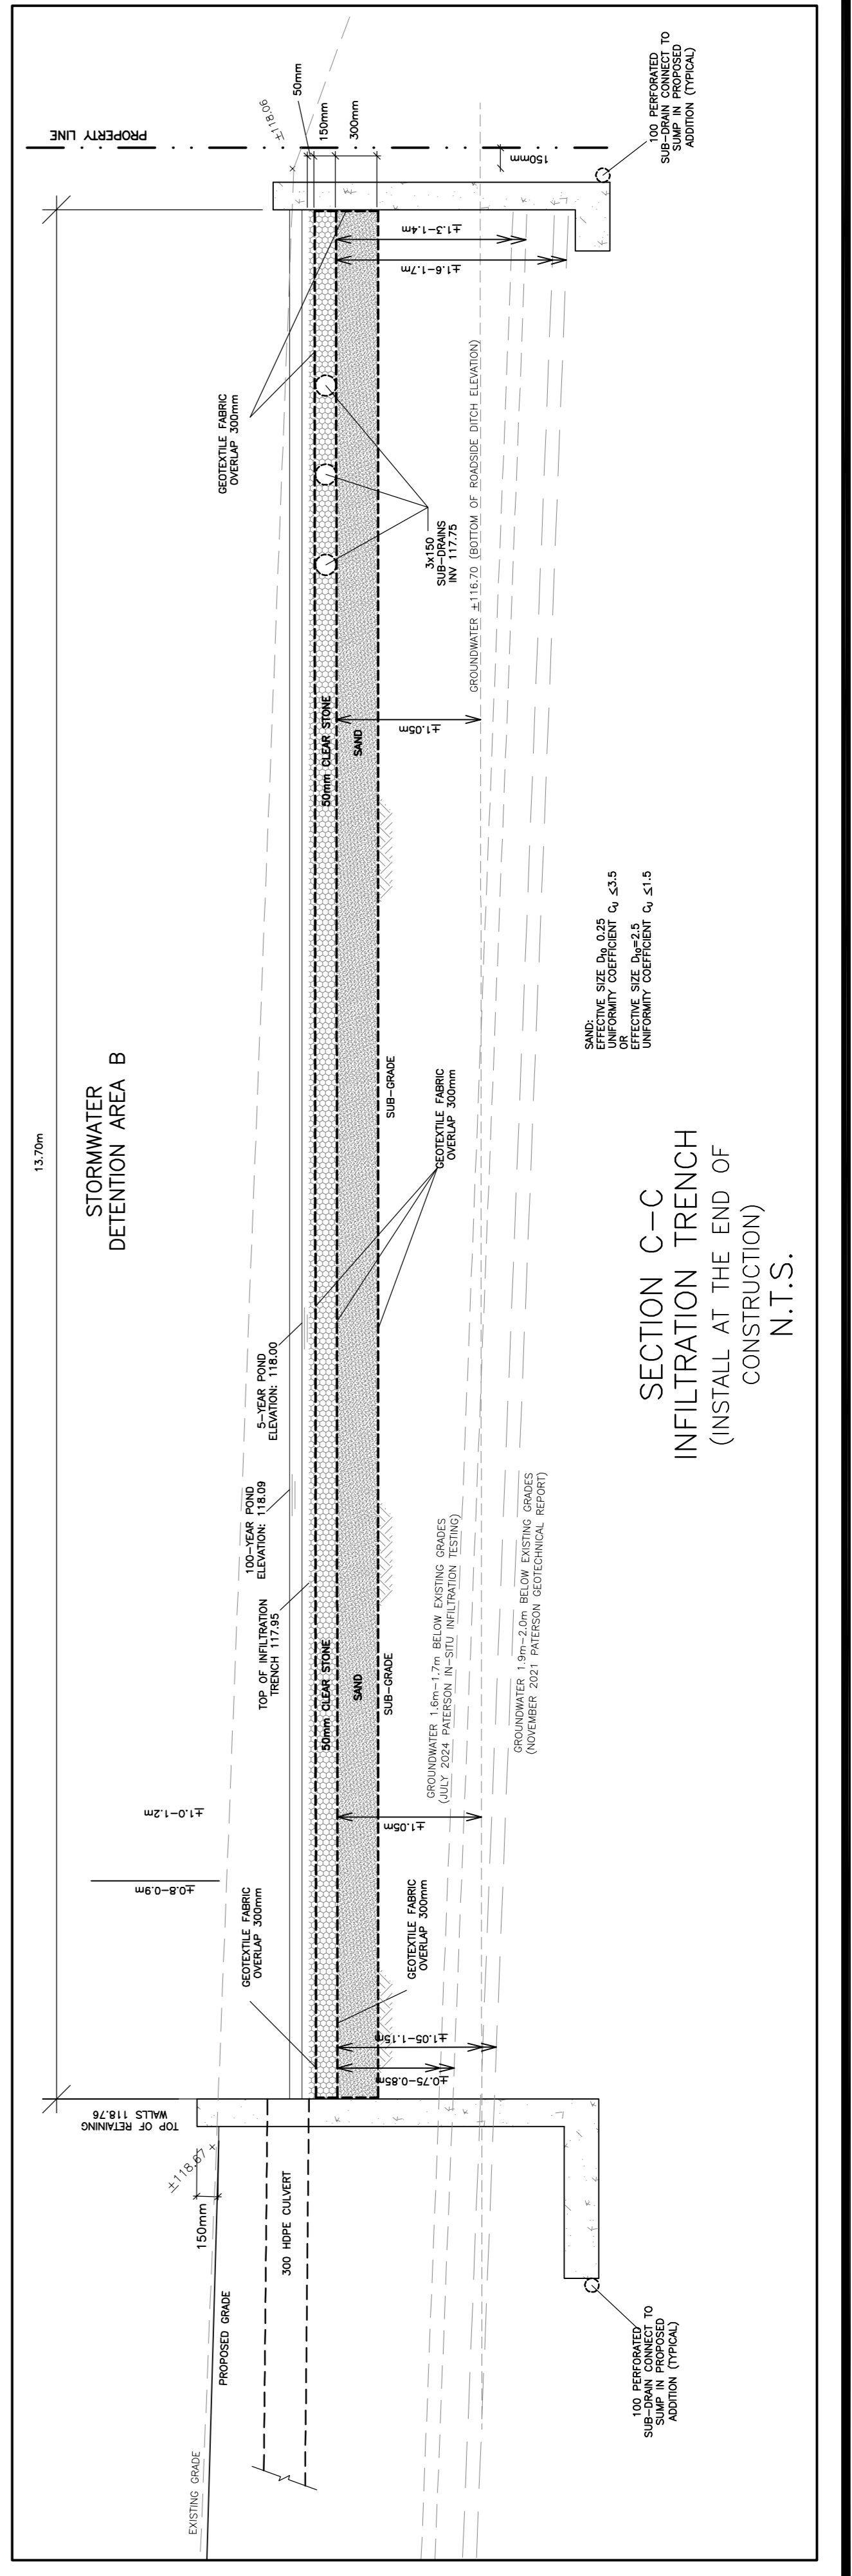 PROPERTY LINE
±118.06
50mm
150mm
300mm
150mm
100 PERFORATED
SUB-DRAIN CONNECT TO
SUMP IN PROPOSED
ADDITION (TYPICAL)
±1.3-1.4m
±1.6-1.7m
GEOTEXTILE FABRIC
OVERLAP 300mm
3x150
SUB-DRAINS
INV 117.75
GROUNDWATER ±116.70 (BOTTOM OF ROADSIDE DITCH ELEVATION)
50mm CLEAR STONE
SAND
±1.05m
13.70m
STORMWATER
DETENTION AREA B
SUB-GRADE
GEOTEXTILE FABRIC
OVERLAP 300mm
SAND:
EFFECTIVE SIZE D10 0.25
UNIFORMITY COEFFICIENT CU ≤3.5
OR
EFFECTIVE SIZE D10=2.5
UNIFORMITY COEFFICIENT CU ≤1.5
5-YEAR POND
ELEVATION: 118.00
100-YEAR POND
ELEVATION: 118.09
TOP OF INFILTRATION
TRENCH 117.95
50mm CLEAR STONE
SAND
SUB-GRADE
GROUNDWATER 1.6m-1.7m BELOW EXISTING GRADES
(JULY 2024 PATERSON IN-SITU INFILTRATION TESTING)
GROUNDWATER 1.9m-2.0m BELOW EXISTING GRADES
(NOVEMBER 2021 PATERSON GEOTECHNICAL REPORT)
SECTION C-C
INFILTRATION TRENCH
(INSTALL AT THE END OF
CONSTRUCTION)
N.T.S.
±1.0-1.2m
±0.8-0.9m
±1.05m
GEOTEXTILE FABRIC
OVERLAP 300mm
GEOTEXTILE FABRIC
OVERLAP 300mm
±1.05-1.15m
±0.75-0.85m
TOP OF RETAINING
WALLS 118.76
±118.67
150mm
300 HDPE CULVERT
PROPOSED GRADE
EXISTING GRADE
100 PERFORATED
SUB-DRAIN CONNECT TO
SUMP IN PROPOSED
ADDITION (TYPICAL)